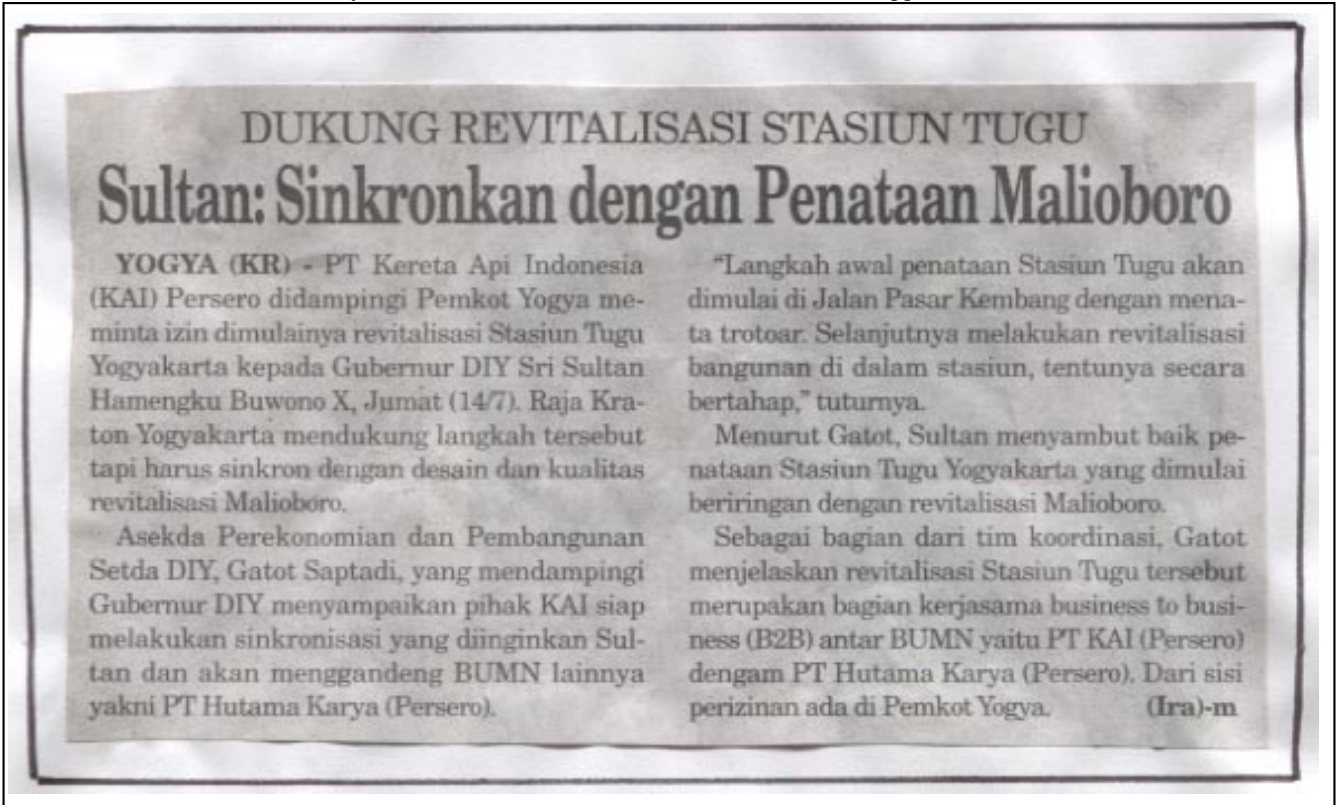 DUKUNG REVITALISASI STASIUN TUGU
Sultan: Sinkronkan dengan Penataan Malioboro
YOGYA (KR) - PT Kereta Api Indonesia
(KAI) Persero didampingi Pemkot Yogya me-
minta izin dimulainya revitalisasi Stasiun Tugu
Yogyakarta kepada Gubernur DIY Sri Sultan
Hamengku Buwono X, Jumat (14/7). Raja Kra-
ton Yogyakarta mendukung langkah tersebut
tapi harus sinkron dengan desain dan kualitas
revitalisasi Malioboro.
Asekda Perekonomian dan Pembangunan
Setda DIY, Gatot Saptadi, yang mendampingi
Gubernur DIY menyampaikan pihak KAI siap
melakukan sinkronisasi yang diinginkan Sul-
tan dan akan menggandeng BUMN lainnya
yakni PT Hutama Karya (Persero).
"Langkah awal penataan Stasiun Tugu akan
dimulai di Jalan Pasar Kembang dengan mena-
ta trotoar. Selanjutnya melakukan revitalisasi
bangunan di dalam stasiun, tentunya secara
bertahap," tuturnya.
Menurut Gatot, Sultan menyambut baik pe-
nataan Stasiun Tugu Yogyakarta yang dimulai
beriringan dengan revitalisasi Malioboro.
Sebagai bagian dari tim koordinasi, Gatot
menjelaskan revitalisasi Stasiun Tugu tersebut
merupakan bagian kerjasama business to busi-
ness (B2B) antar BUMN yaitu PT KAI (Persero)
dengam PT Hutama Karya (Persero). Dari sisi
perizinan ada di Pemkot Yogya. (Ira)-m